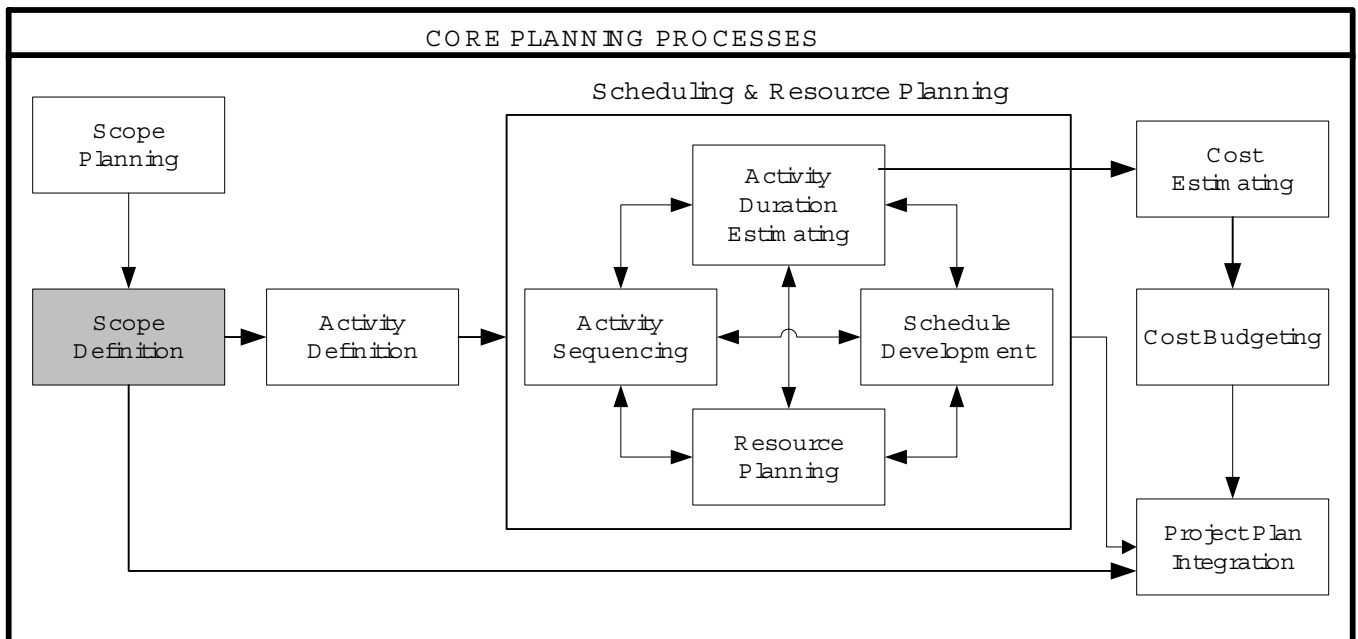 CORE PLANNING PROCESSES
Scheduling & Resource Planning
Scope
Planning
Activity
Duration
Estimating
Cost
Estimating
Scope
Definition
Activity
Definition
Activity
Sequencing
Schedule
Development
Cost Budgeting
Resource
Planning
Project Plan
Integration